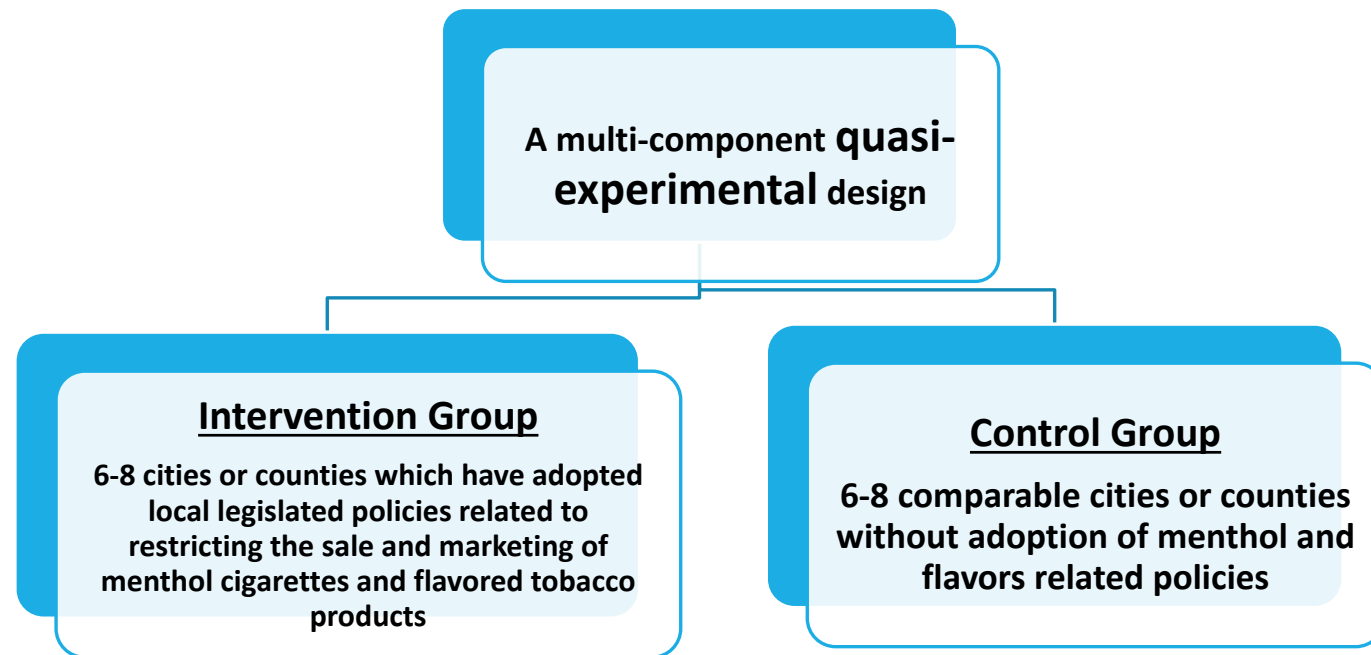 A multi-component quasi-
experimental design
Intervention Group
6-8 cities or counties which have adopted
local legislated policies related to
restricting the sale and marketing of
menthol cigarettes and flavored tobacco
products
Control Group
6-8 comparable cities or counties
without adoption of menthol and
flavors related policies